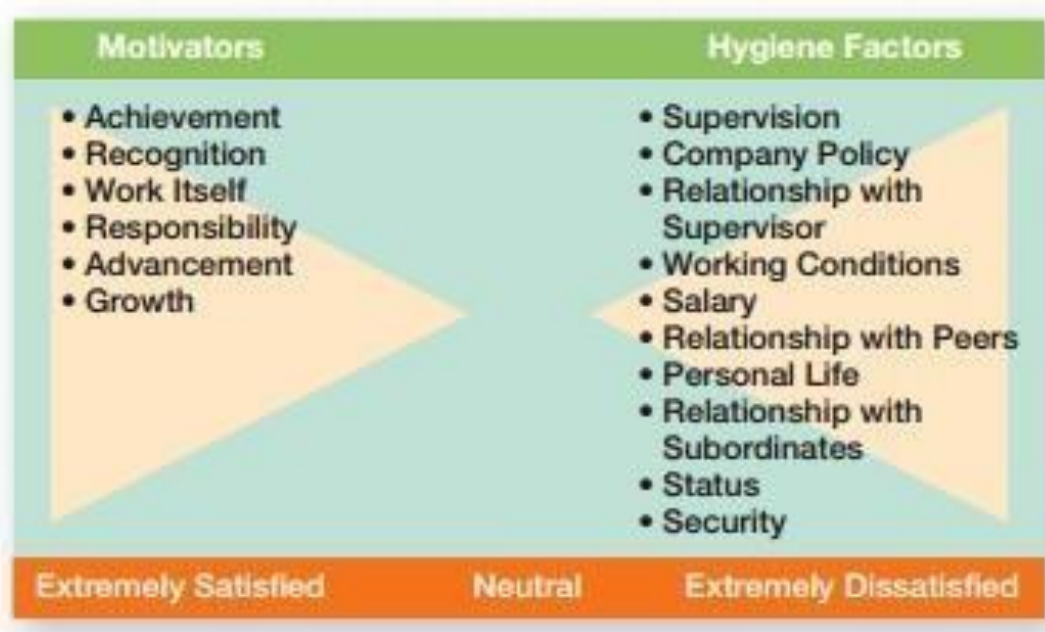 Motivators
Hygiene Factors
• Achievement
• Recognition
• Work Itself
• Responsibility
• Advancement
• Growth
• Supervision
• Company Policy
• Relationship with
Supervisor
• Working Conditions
• Salary
• Relationship with Peers
• Personal Life
• Relationship with
Subordinates
• Status
• Security
Extremely Satisfied
Neutral
Extremely Dissatisfied